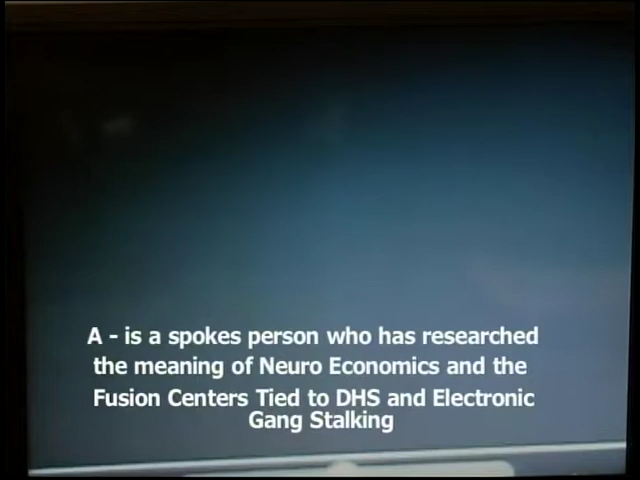 A - is a spokes person who has researched
the meaning of Neuro Economics and the
Fusion Centers Tied to DHS and Electronic
Gang Stalking